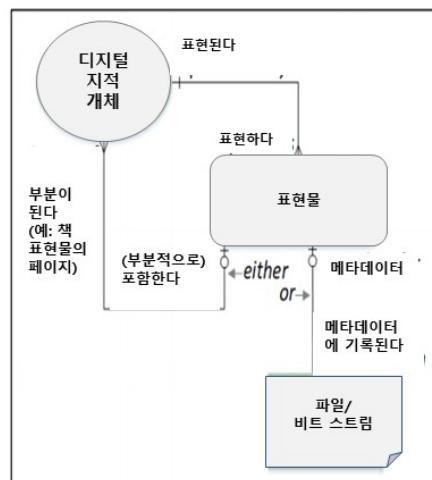 디지털
지적
개체
표현된다
표현하다
표현물
부분이
된다
(예: 책
표현물의
페이지)
(부분적으로)
포함한다
either
or
메타데이터
메타데이터
에 기록된다
파일/
비트 스트림